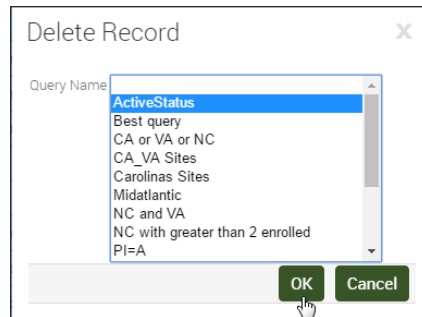 Delete Record X
Query Name
ActiveStatus
Best query
CA or VA or NC
CA_VA Sites
Carolinas Sites
Midatlantic
NC and VA
NC with greater than 2 enrolled
PI=A
OK Cancel